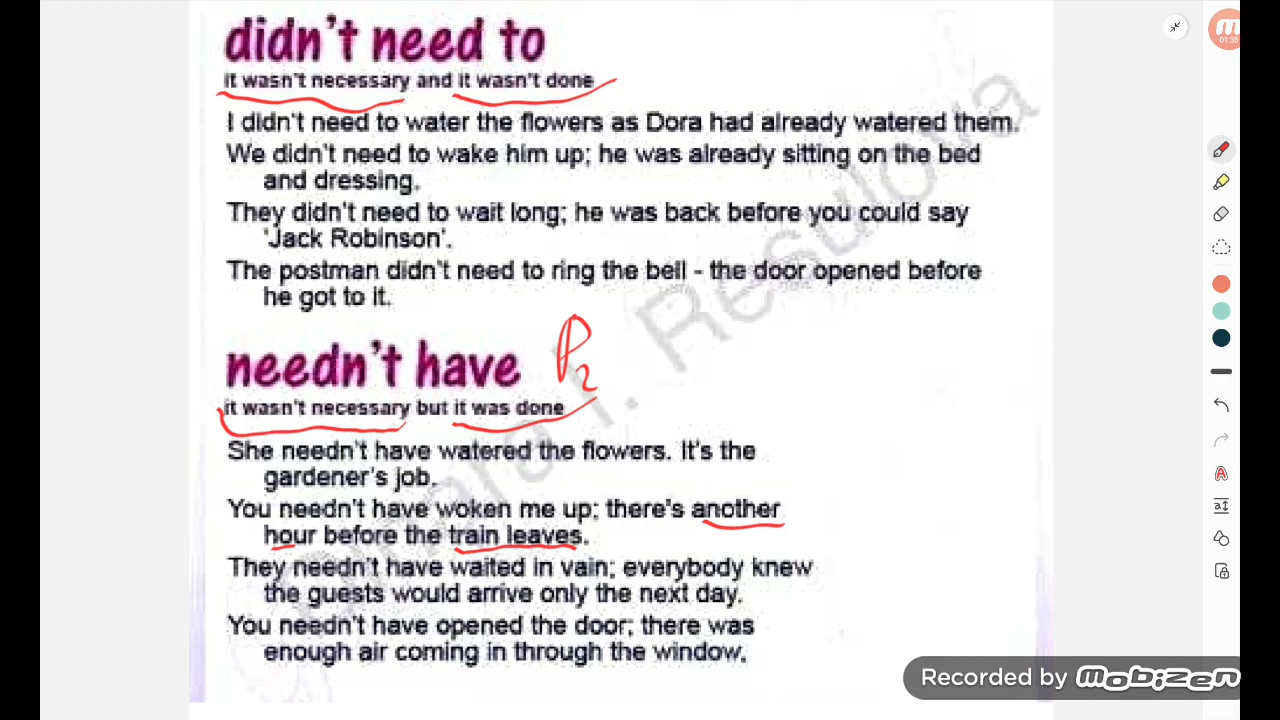 didn't need to
it wasn't necessary and it wasn't done
I didn't need to water the flowers as Dora had already watered them.
We didn't need to wake him up; he was already sitting on the bed
and dressing.
They didn't need to wait long; he was back before you could say
'Jack Robinson'.
The postman didn't need to ring the bell - the door opened before
he got to it.
needn't have P2
it wasn't necessary but it was done
She needn't have watered the flowers. It's the
gardener's job.
You needn't have woken me up; there's another
hour before the train leaves.
They needn't have waited in vain; everybody knew
the guests would arrive only the next day.
You needn't have opened the door; there was
enough air coming in through the window.
I. Resulova
01:38
Recorded by mobizen